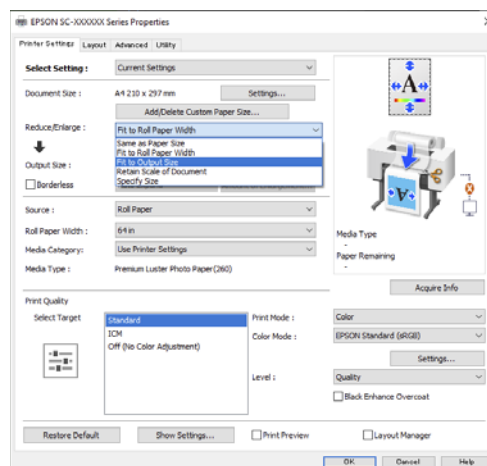 EPSON SC-XXXXXX Series Properties
Printer Settings Layout Advanced Utility
Select Setting : Current Settings
Document Size : A4 210 x 297 mm Settings...
Add/Delete Custom Paper Size...
Reduce/Enlarge : Fit to Roll Paper Width
Same as Paper Size
Fit to Roll Paper Width
Fit to Output Size
Retain Scale of Document
Specify Size
Output Size :
Borderless
Source : Roll Paper
Roll Paper Width : 64 in
Media Category: Use Printer Settings
Media Type : Premium Luster Photo Paper(260)
A
A
Media Type
-
Paper Remaining
-
Acquire Info
Print Quality
Select Target
Standard
ICM
Off (No Color Adjustment)
Print Mode : Color
Color Mode : EPSON Standard (sRGB)
Settings...
Level : Quality
Black Enhance Overcoat
Restore Default Show Settings... Print Preview Layout Manager
OK Cancel Help